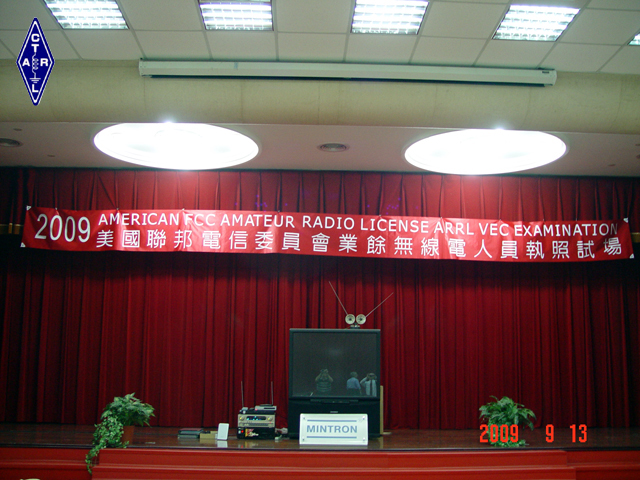 CT
A R
L
2009 AMERICAN FCC AMATEUR RADIO LICENSE ARRL VEC EXAMINATION
美國聯邦電信委員會業餘無線電人員執照試場
MINTRON
2009 9 13